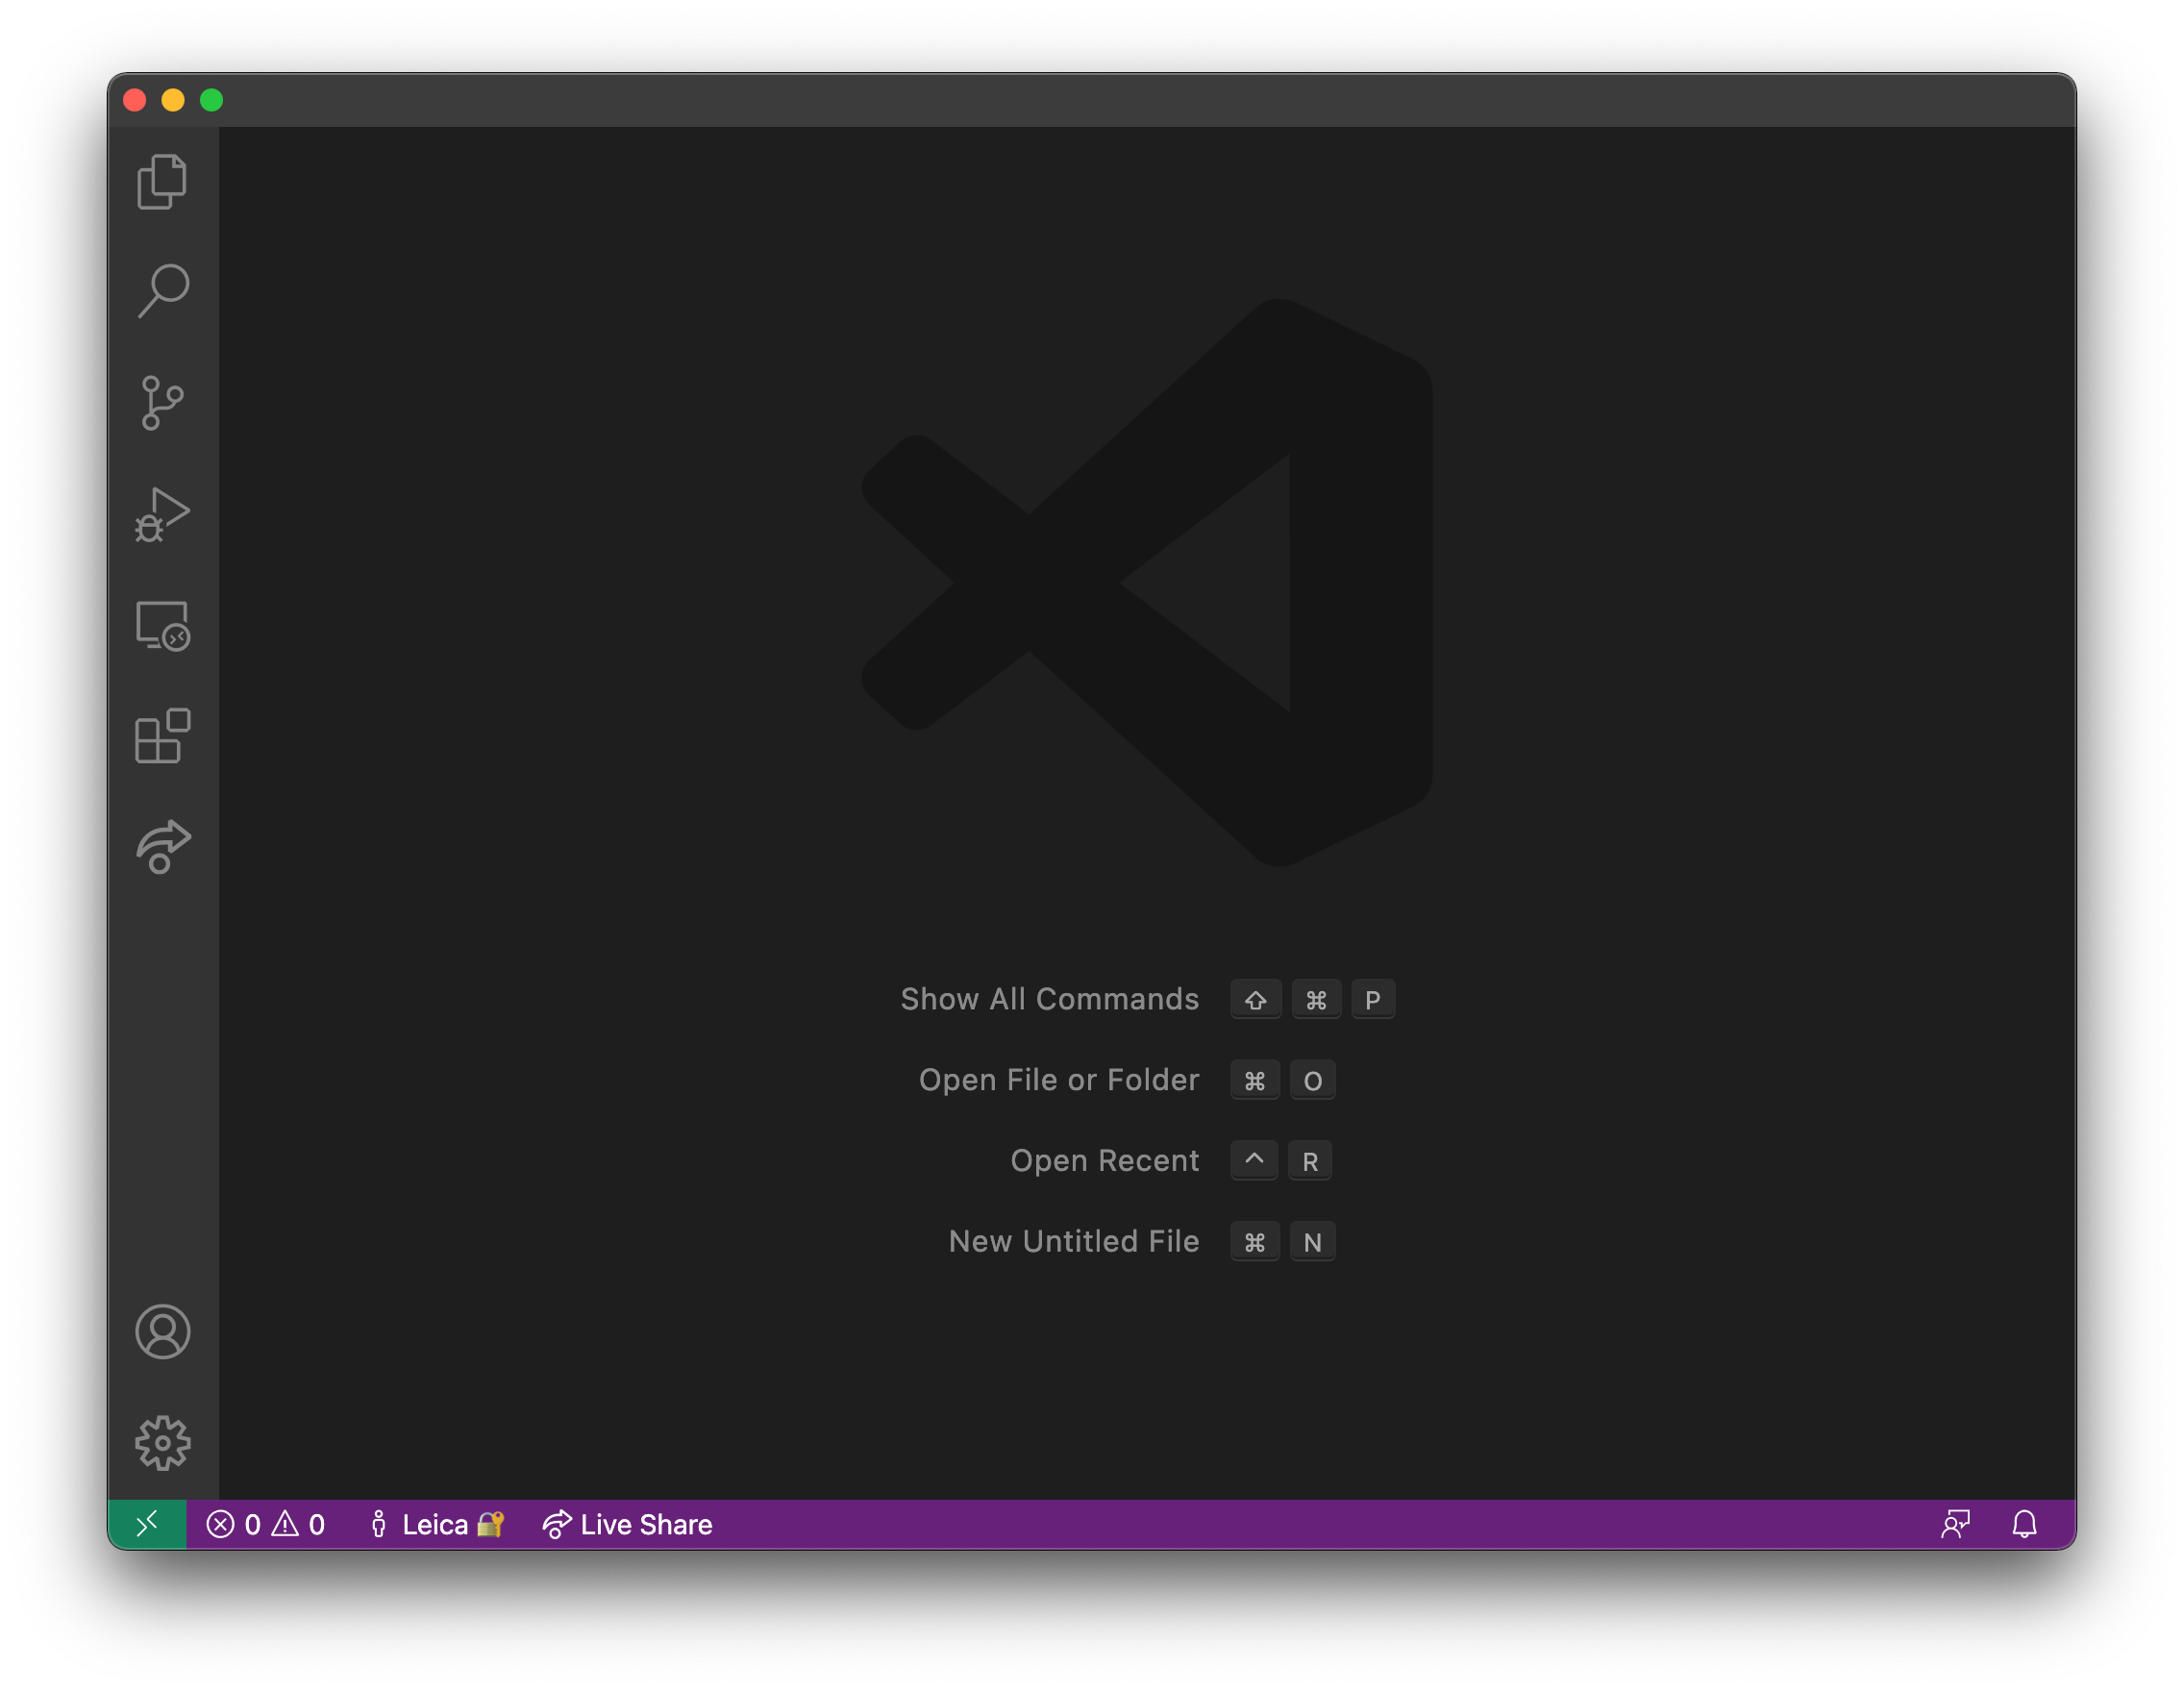 Show All Commands ⇧ ⌘ P
Open File or Folder ⌘ O
Open Recent ^ R
New Untitled File ⌘ N
0 0 Leica 🔐 Live Share